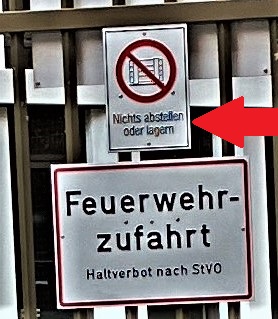 Nichts abstellen
oder lagern
Feuerwehr-
zufahrt
Haltverbot nach StVO